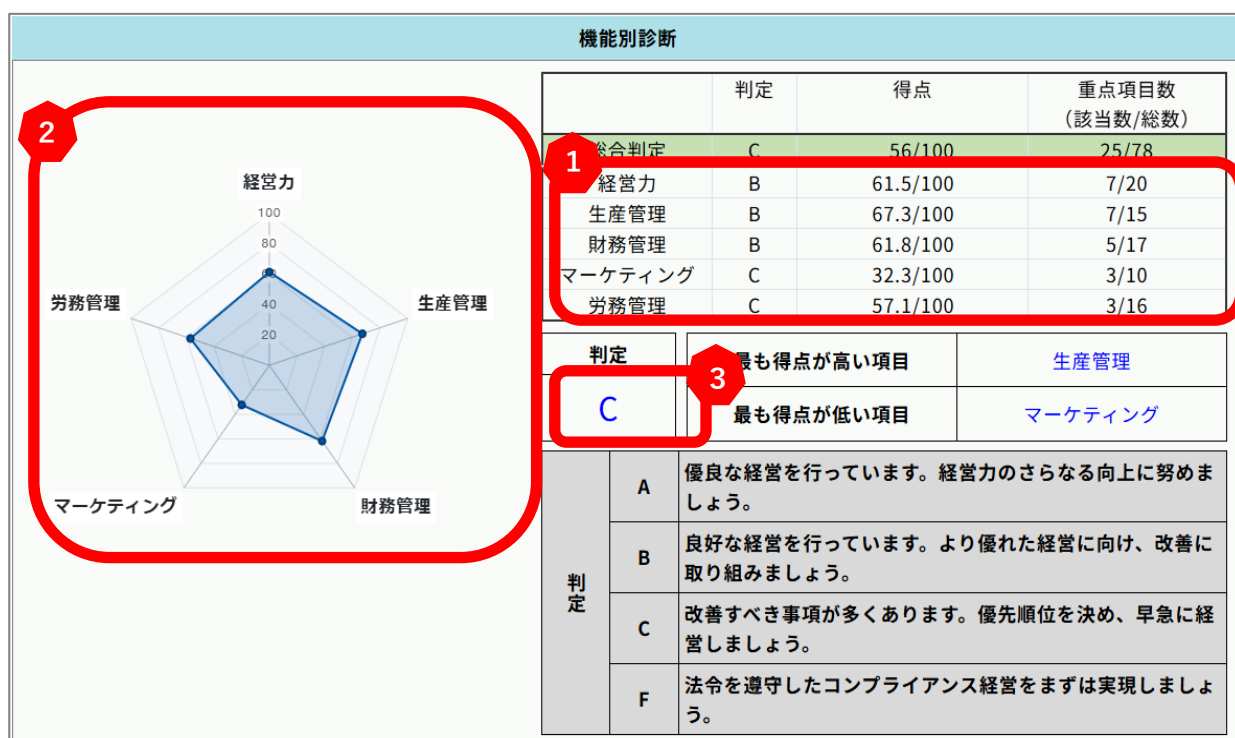 機能別診断
2
経営力
100
80
60
40
20
労務管理
生産管理
マーケティング
財務管理
判定 得点 重点項目数
（該当数/総数）
総合判定 C 56/100 25/78
1
経営力 B 61.5/100 7/20
生産管理 B 67.3/100 7/15
財務管理 B 61.8/100 5/17
マーケティング C 32.3/100 3/10
労務管理 C 57.1/100 3/16
判定
C
3
最も得点が高い項目 生産管理
最も得点が低い項目 マーケティング
判定
A
優良な経営を行っています。経営力のさらなる向上に努めま
しょう。
B
良好な経営を行っています。より優れた経営に向け、改善に
取り組みましょう。
C
改善すべき事項が多くあります。優先順位を決め、早急に経
営しましょう。
F
法令を遵守したコンプライアンス経営をまずは実現しましょ
う。